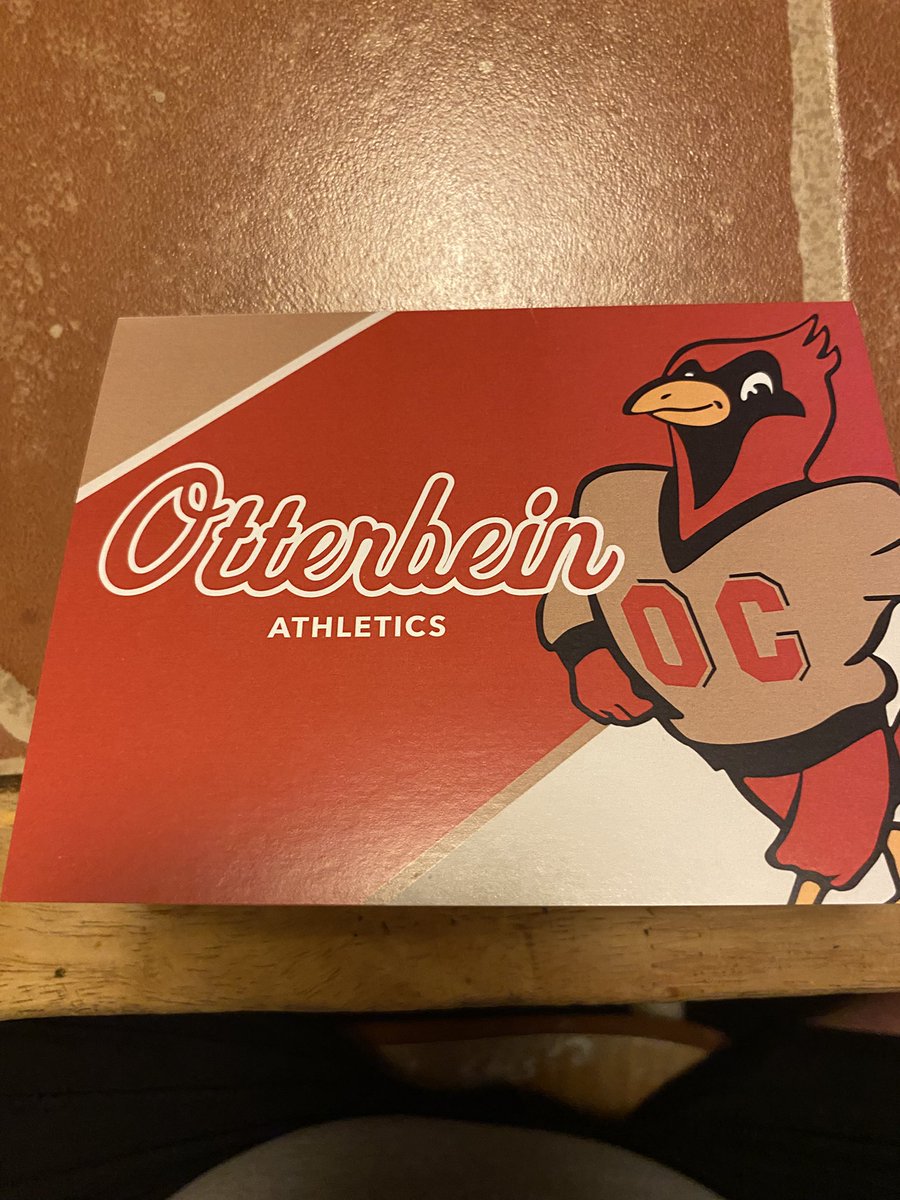 Otterbein
ATHLETICS
OC